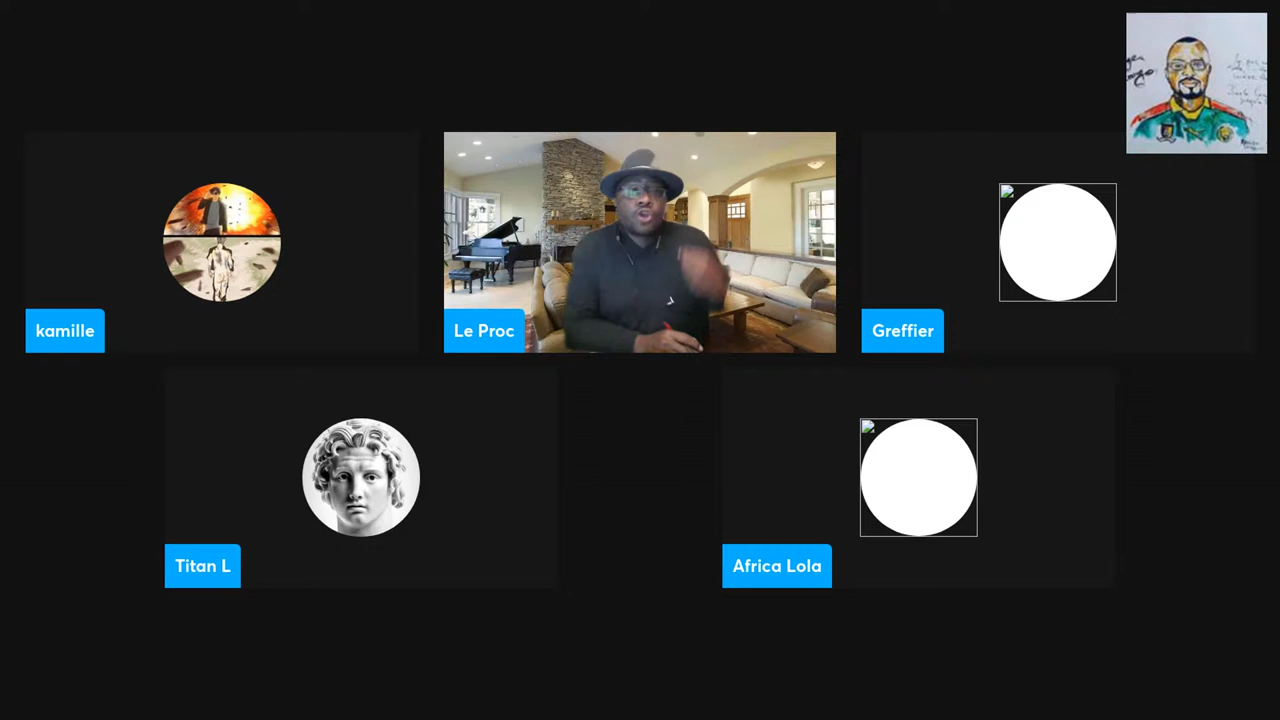 kamille
Le Proc
Greffier
Titan L
Africa Lola